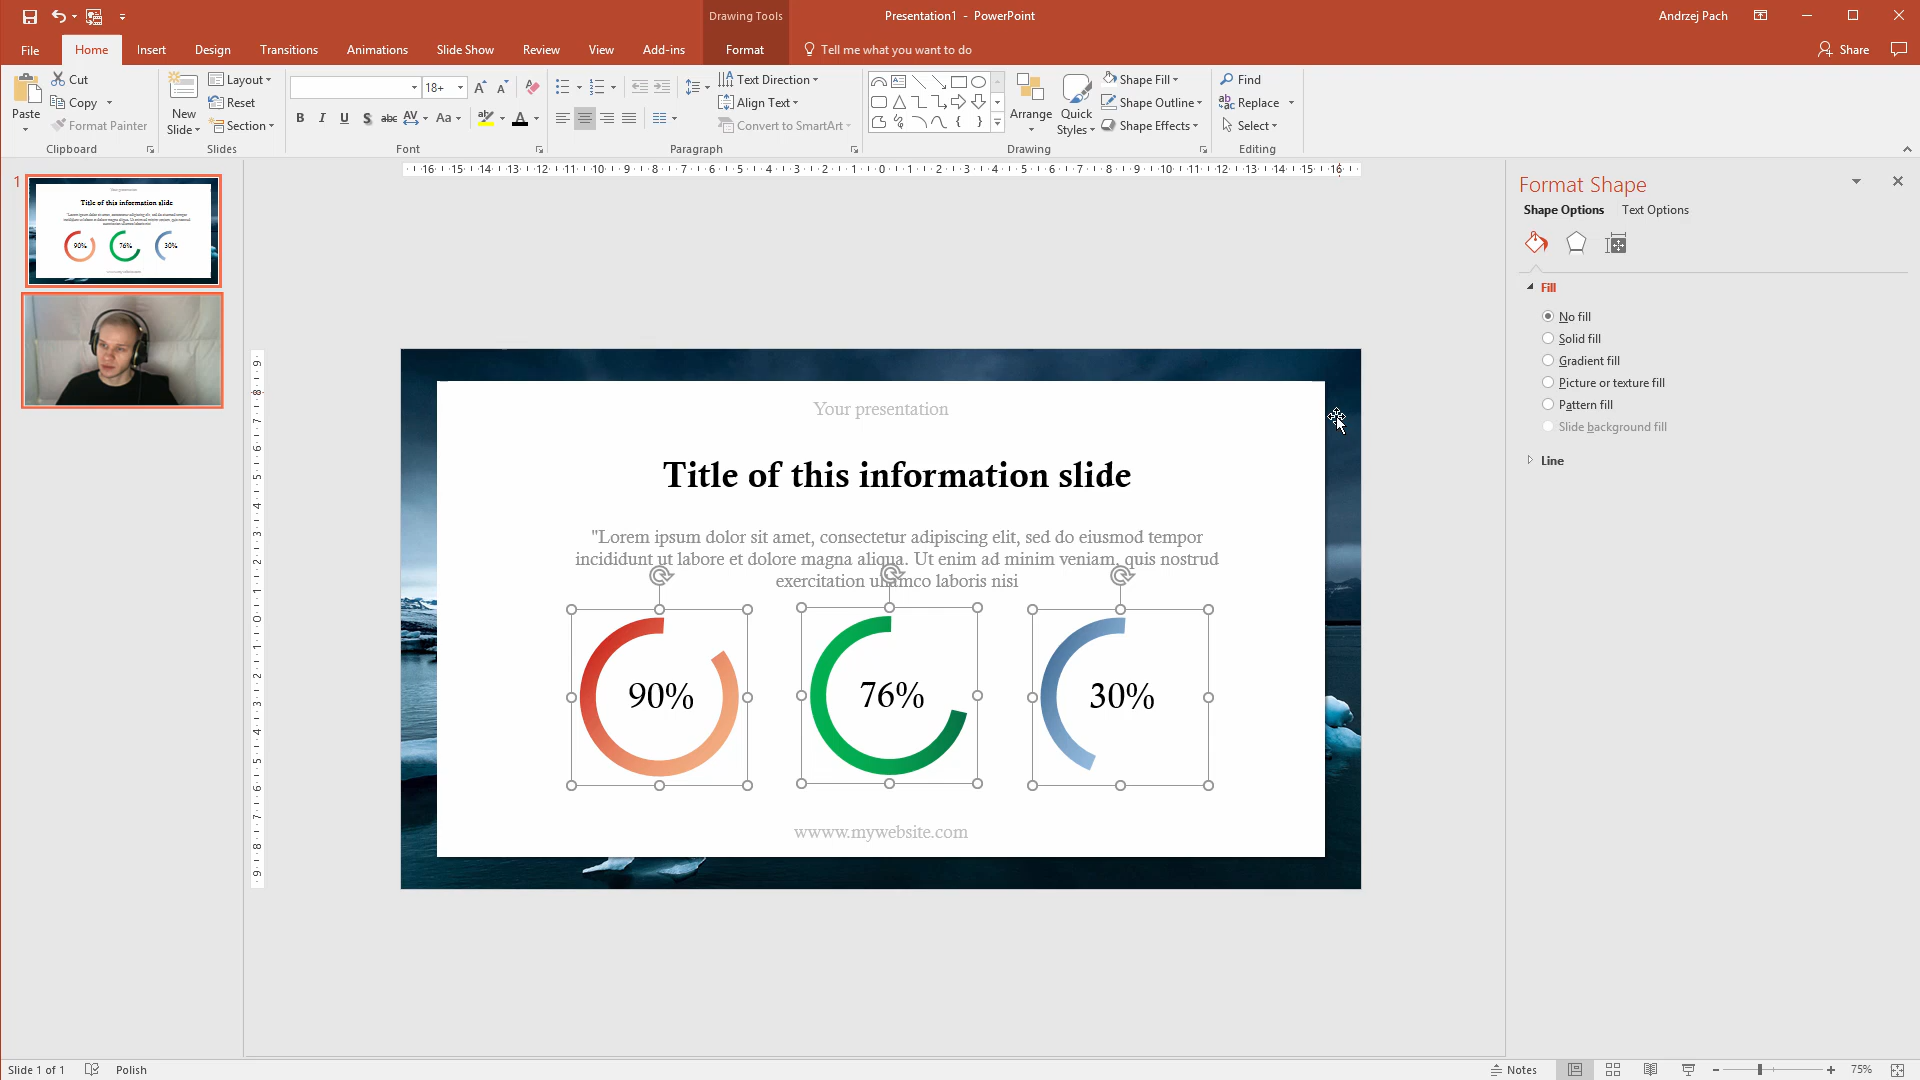 Drawing Tools
Presentation1 - PowerPoint
Andrzej Pach
File
Home
Insert
Design
Transitions
Animations
Slide Show
Review
View
Add-ins
Format
Tell me what you want to do
Share
Paste
Cut
Copy
Format Painter
Clipboard
New Slide
Layout
Reset
Section
Slides
18+
Font
Text Direction
Align Text
Convert to SmartArt
Paragraph
Arrange
Quick Styles
Shape Fill
Shape Outline
Shape Effects
Drawing
Find
Replace
Select
Editing
1
Your presentation
Title of this information slide
"Lorem ipsum dolor sit amet, consectetur adipiscing elit, sed do eiusmod tempor
incididunt ut labore et dolore magna aliqua. Ut enim ad minim veniam, quis nostrud
exercitation ullamco laboris nisi
90%
76%
30%
wwww.mywebsite.com
Format Shape
Shape Options
Text Options
Fill
No fill
Solid fill
Gradient fill
Picture or texture fill
Pattern fill
Slide background fill
Line
Slide 1 of 1
Polish
Notes
75%